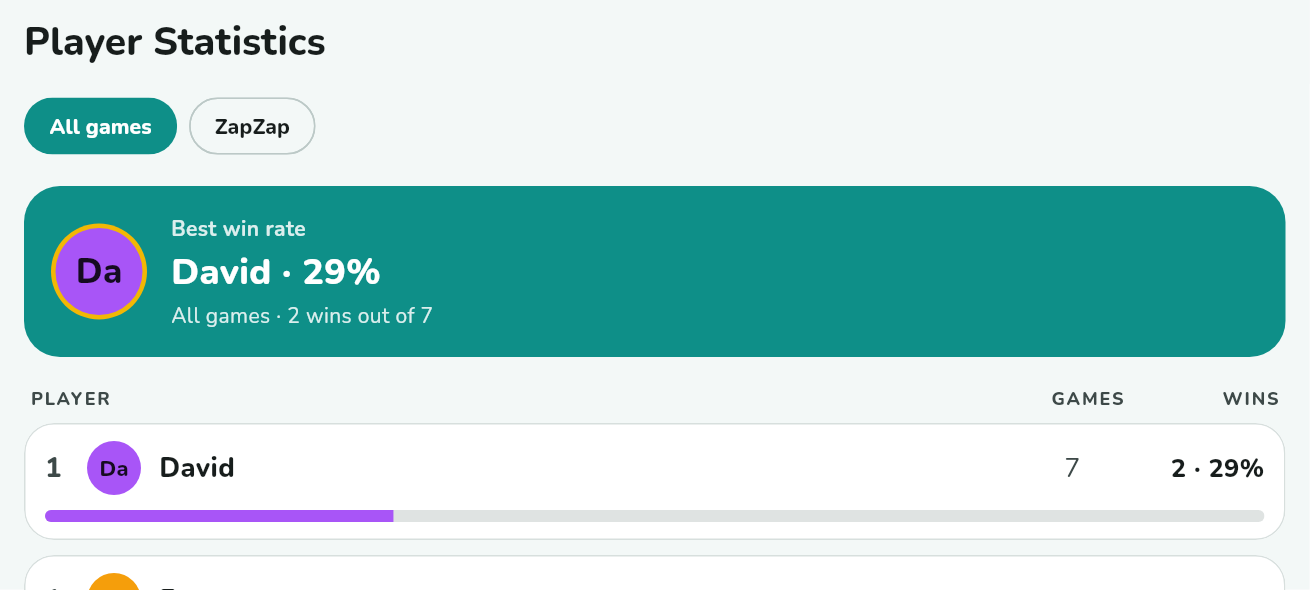 Player Statistics
All games
ZapZap
Da
Best win rate
David · 29%
All games · 2 wins out of 7
PLAYER GAMES WINS
1 Da David 7 2 · 29%